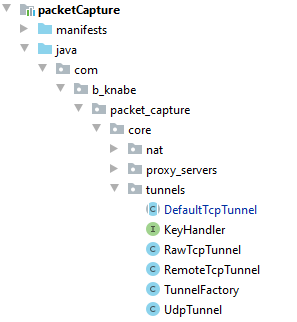 packetCapture
manifests
java
com
b_knabe
packet_capture
core
nat
proxy_servers
tunnels
DefaultTcpTunnel
KeyHandler
RawTcpTunnel
RemoteTcpTunnel
TunnelFactory
UdpTunnel